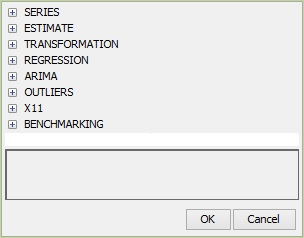 SERIES
ESTIMATE
TRANSFORMATION
REGRESSION
ARIMA
OUTLIERS
X11
BENCHMARKING
OK Cancel